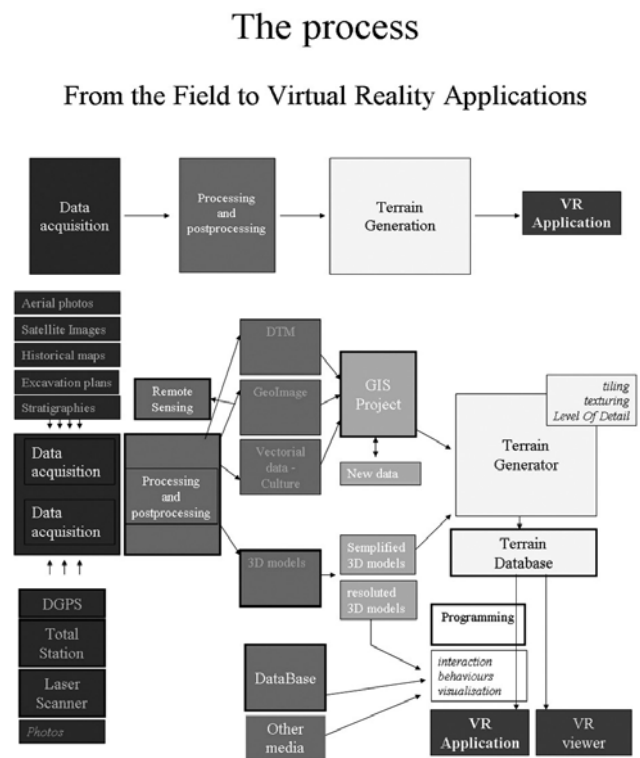 The process
From the Field to Virtual Reality Applications
Data
acquisition
Processing
and
postprocessing
Terrain
Generation
VR
Application
Aerial photos
Satellite Images
Historical maps
Excavation plans
Stratigraphies
Data
acquisition
Data
acquisition
DGPS
Total
Station
Laser
Scanner
Photos
Remote
Sensing
Processing
and
postprocessing
DTM
GeoImage
Vectorial
data -
Culture
3D models
DataBase
Other
media
GIS
Project
New data
Semplified
3D models
resoluted
3D models
tiling
texturing
Level Of Detail
Terrain
Generator
Terrain
Database
Programming
interaction
behaviours
visualisation
VR
Application
VR
viewer